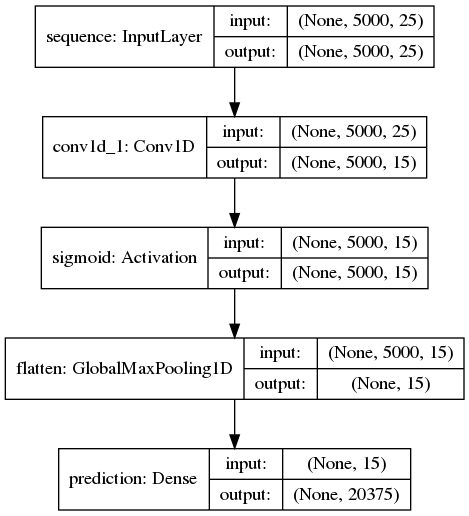 sequence: InputLayer
input: (None, 5000, 25)
output: (None, 5000, 25)
conv1d_1: Conv1D
input: (None, 5000, 25)
output: (None, 5000, 15)
sigmoid: Activation
input: (None, 5000, 15)
output: (None, 5000, 15)
flatten: GlobalMaxPooling1D
input: (None, 5000, 15)
output: (None, 15)
prediction: Dense
input: (None, 15)
output: (None, 20375)